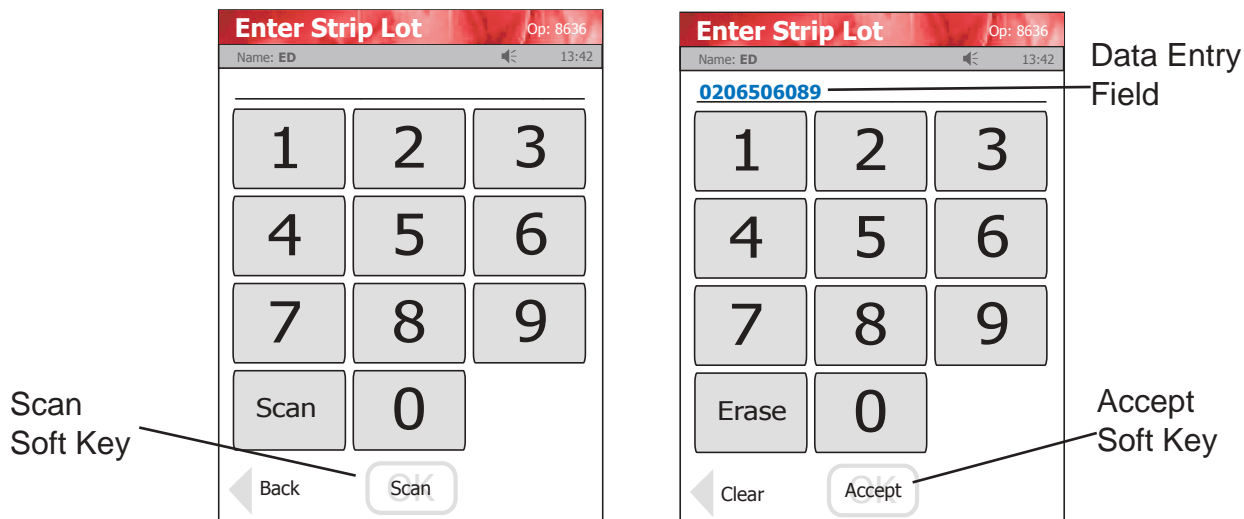 Enter Strip Lot Op: 8636
Name: ED 13:42
1 2 3
4 5 6
7 8 9
Scan 0
Back Scan OK
Scan
Soft Key
Enter Strip Lot Op: 8636
Name: ED 13:42
0206506089
1 2 3
4 5 6
7 8 9
Erase 0
Clear Accept OK
Data Entry
Field
Accept
Soft Key